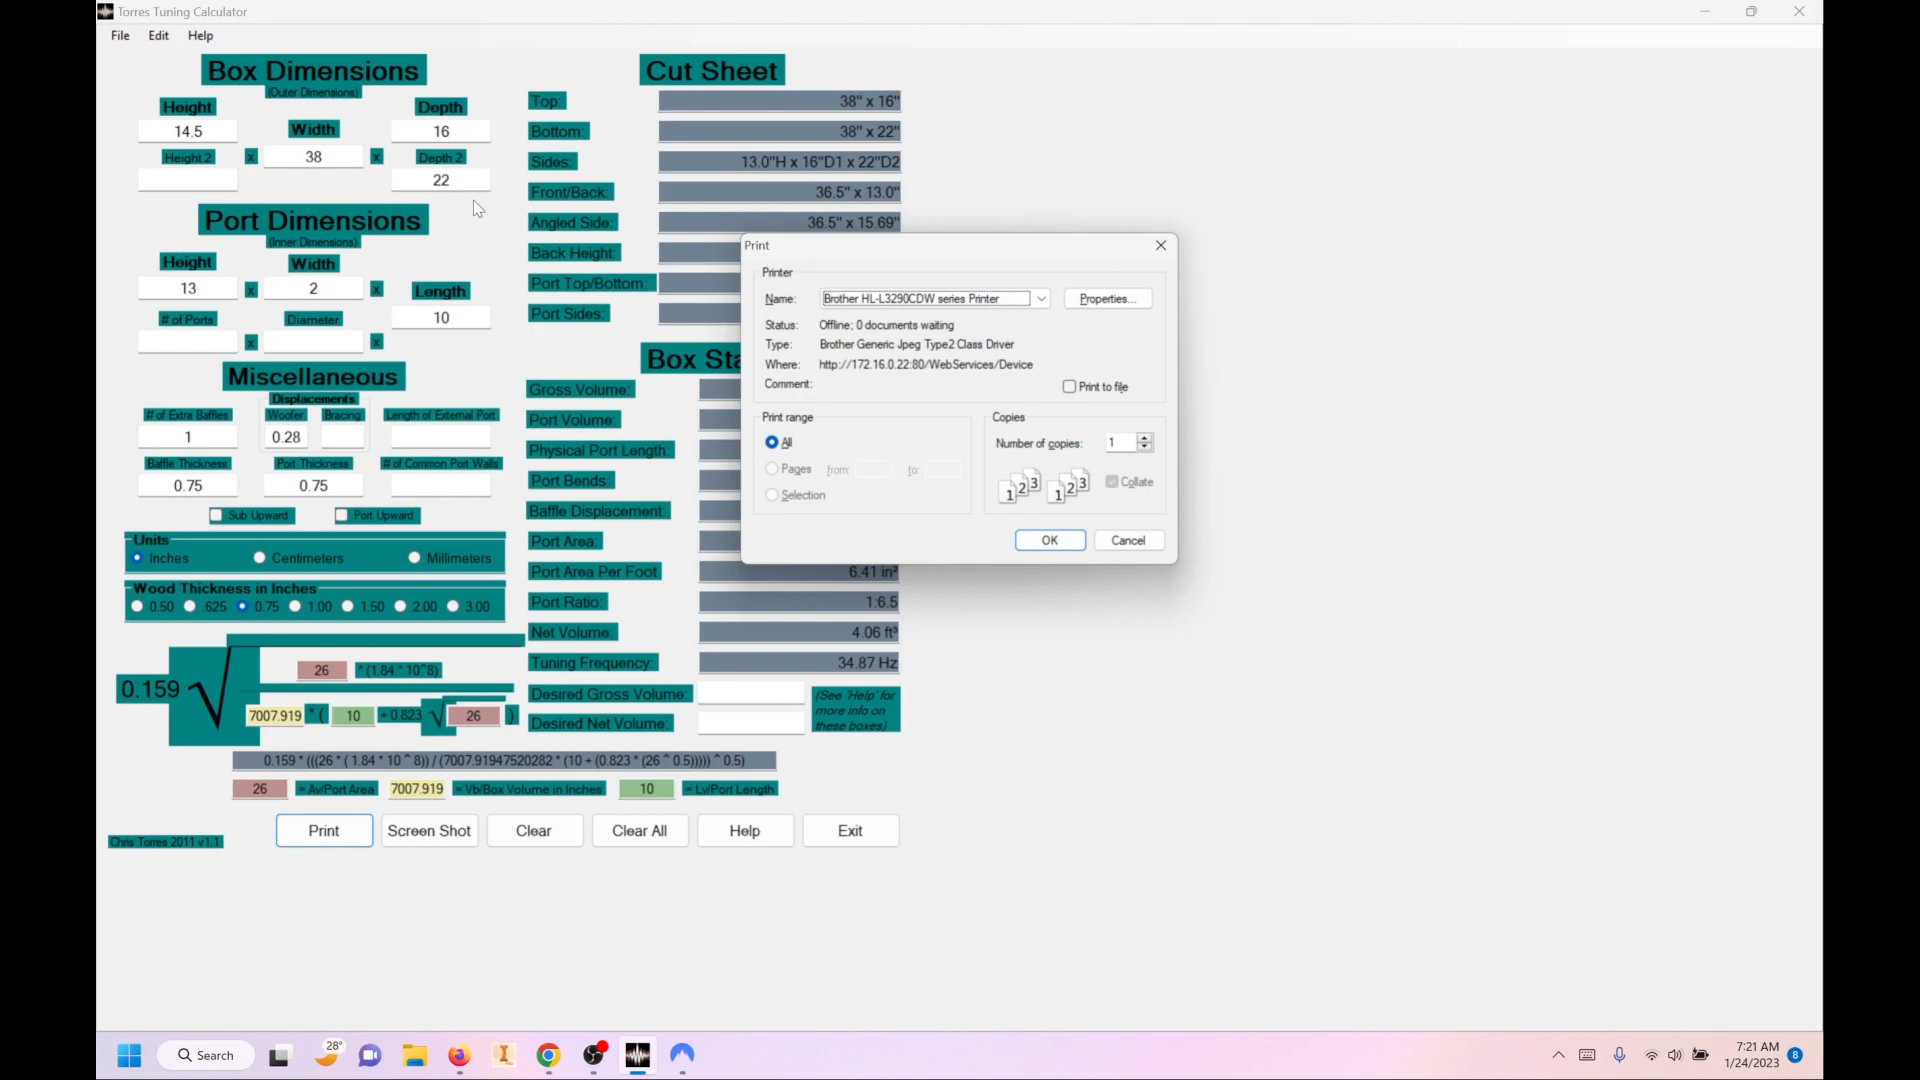 Torres Tuning Calculator
File Edit Help
Box Dimensions
(Outer Dimensions)
Height Width Depth
14.5 x 38 x 16
Height 2 Depth 2
22
Port Dimensions
(Inner Dimensions)
Height Width Length
13 x 2 x 10
# of Ports Diameter
x x
Miscellaneous
Displacements
# of Extra Baffles Woofer Bracing Length of External Port
1 0.28
Baffle Thickness Port Thickness # of Common Port Walls
0.75 0.75
Sub Upward Port Upward
Units
Inches Centimeters Millimeters
Wood Thickness in Inches
0.50 .625 0.75 1.00 1.50 2.00 3.00
0.159 √ 26 * (1.84 * 10^8)
7007.919 * ( 10 + 0.823 √ 26 )
Cut Sheet
Top: 38" x 16"
Bottom: 38" x 22"
Sides: 13.0"H x 16"D1 x 22"D2
Front/Back: 36.5" x 13.0"
Angled Side: 36.5" x 15.69"
Back Height:
Port Top/Bottom:
Port Sides:
Box Sta
Gross Volume:
Port Volume:
Physical Port Length:
Port Bends:
Baffle Displacement:
Port Area:
Port Area Per Foot 6.41 in²
Port Ratio: 1:6.5
Net Volume: 4.06 ft³
Tuning Frequency: 34.87 Hz
Desired Gross Volume:
Desired Net Volume:
(See 'Help' for
more info on
these boxes)
0.159 * (((26 * ( 1.84 * 10 ^ 8)) / (7007.91947520282 * (10 + (0.823 * (26 ^ 0.5))))) ^ 0.5)
26 = Av/Port Area 7007.919 = Vb/Box Volume in Inches 10 = Lv/Port Length
Print Screen Shot Clear Clear All Help Exit
Chris Torres 2011 v1.1
Print
Printer
Name: Brother HL-L3290CDW series Printer Properties...
Status: Offline; 0 documents waiting
Type: Brother Generic Jpeg Type2 Class Driver
Where: http://172.16.0.22:80/WebServices/Device
Comment:
Print to file
Print range
All
Pages from: to:
Selection
Copies
Number of copies: 1
1 2 3 1 2 3
Collate
OK Cancel
28°
Search
7:21 AM
1/24/2023
8